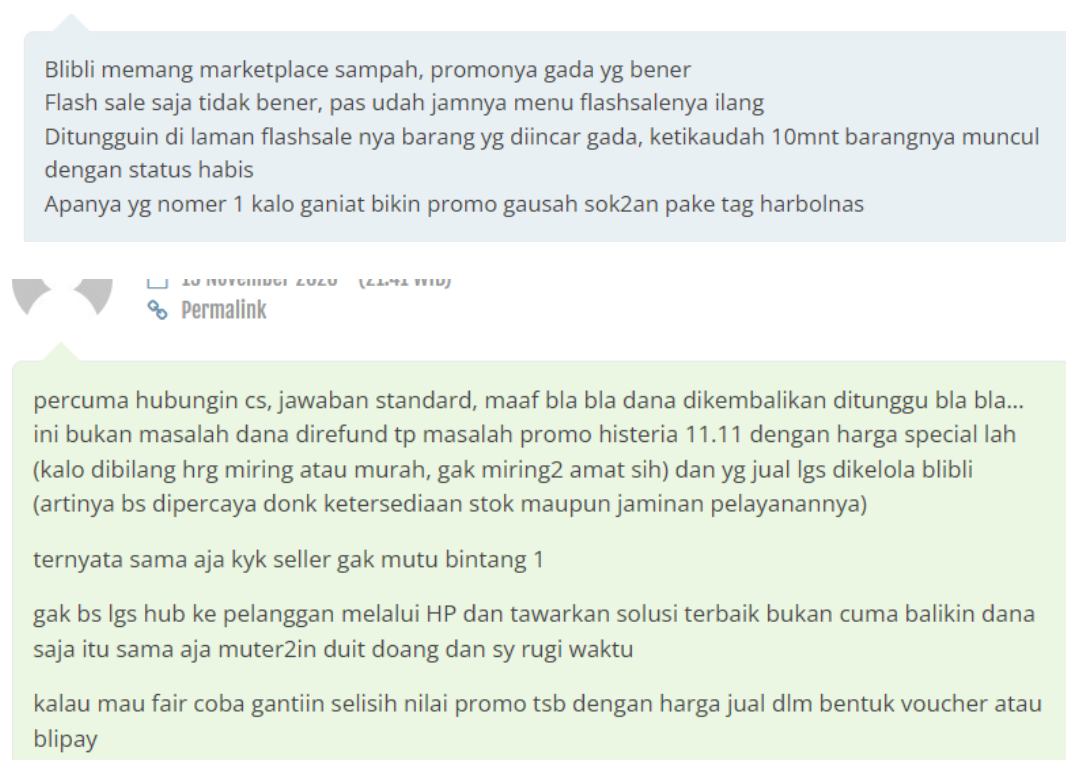 Blibli memang marketplace sampah, promonya gada yg bener
Flash sale saja tidak bener, pas udah jamnya menu flashsalenya ilang
Ditungguin di laman flashsale nya barang yg diincar gada, ketikaudah 10mnt barangnya muncul
dengan status habis
Apanya yg nomer 1 kalo ganiat bikin promo gausah sok2an pake tag harbolnas
13 November 2020 (21:41 WIB)
Permalink
percuma hubungin cs, jawaban standard, maaf bla bla dana dikembalikan ditunggu bla bla...
ini bukan masalah dana direfund tp masalah promo histeria 11.11 dengan harga special lah
(kalo dibilang hrg miring atau murah, gak miring2 amat sih) dan yg jual lgs dikelola blibli
(artinya bs dipercaya donk ketersediaan stok maupun jaminan pelayanannya)
ternyata sama aja kyk seller gak mutu bintang 1
gak bs lgs hub ke pelanggan melalui HP dan tawarkan solusi terbaik bukan cuma balikin dana
saja itu sama aja muter2in duit doang dan sy rugi waktu
kalau mau fair coba gantiin selisih nilai promo tsb dengan harga jual dlm bentuk voucher atau
blipay